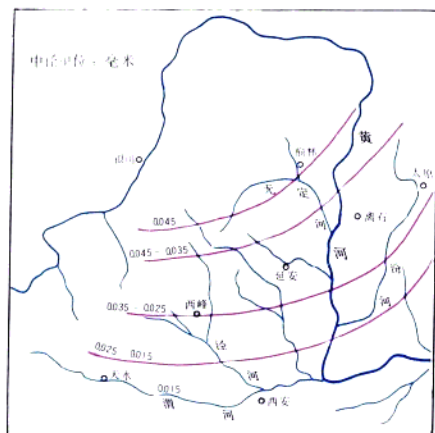 中径单位：毫米
银川
榆林
黄
太原
无
定
河
离石
0.045
河
延安
汾
河
0.045-0.035
0.035-0.025
西峰
0.025-0.015
泾
河
天水
0.015
渭
河
西安